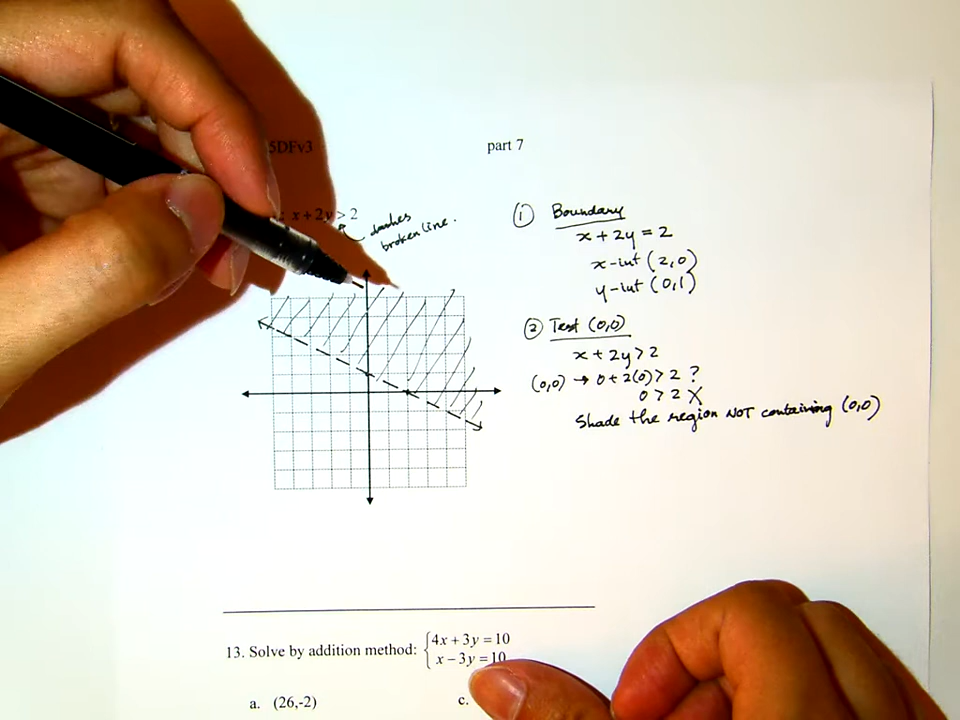 5DFv3 part 7
: x + 2y > 2
dashes
broken line.
① Boundary
x + 2y = 2
x-int (2,0)
y-int (0,1)
② Test (0,0)
x + 2y > 2
(0,0) → 0 + 2(0) > 2 ?
0 > 2 X
Shade the region NOT containing (0,0)
13. Solve by addition method: { 4x + 3y = 10
x − 3y = 10
a. (26,-2) c.